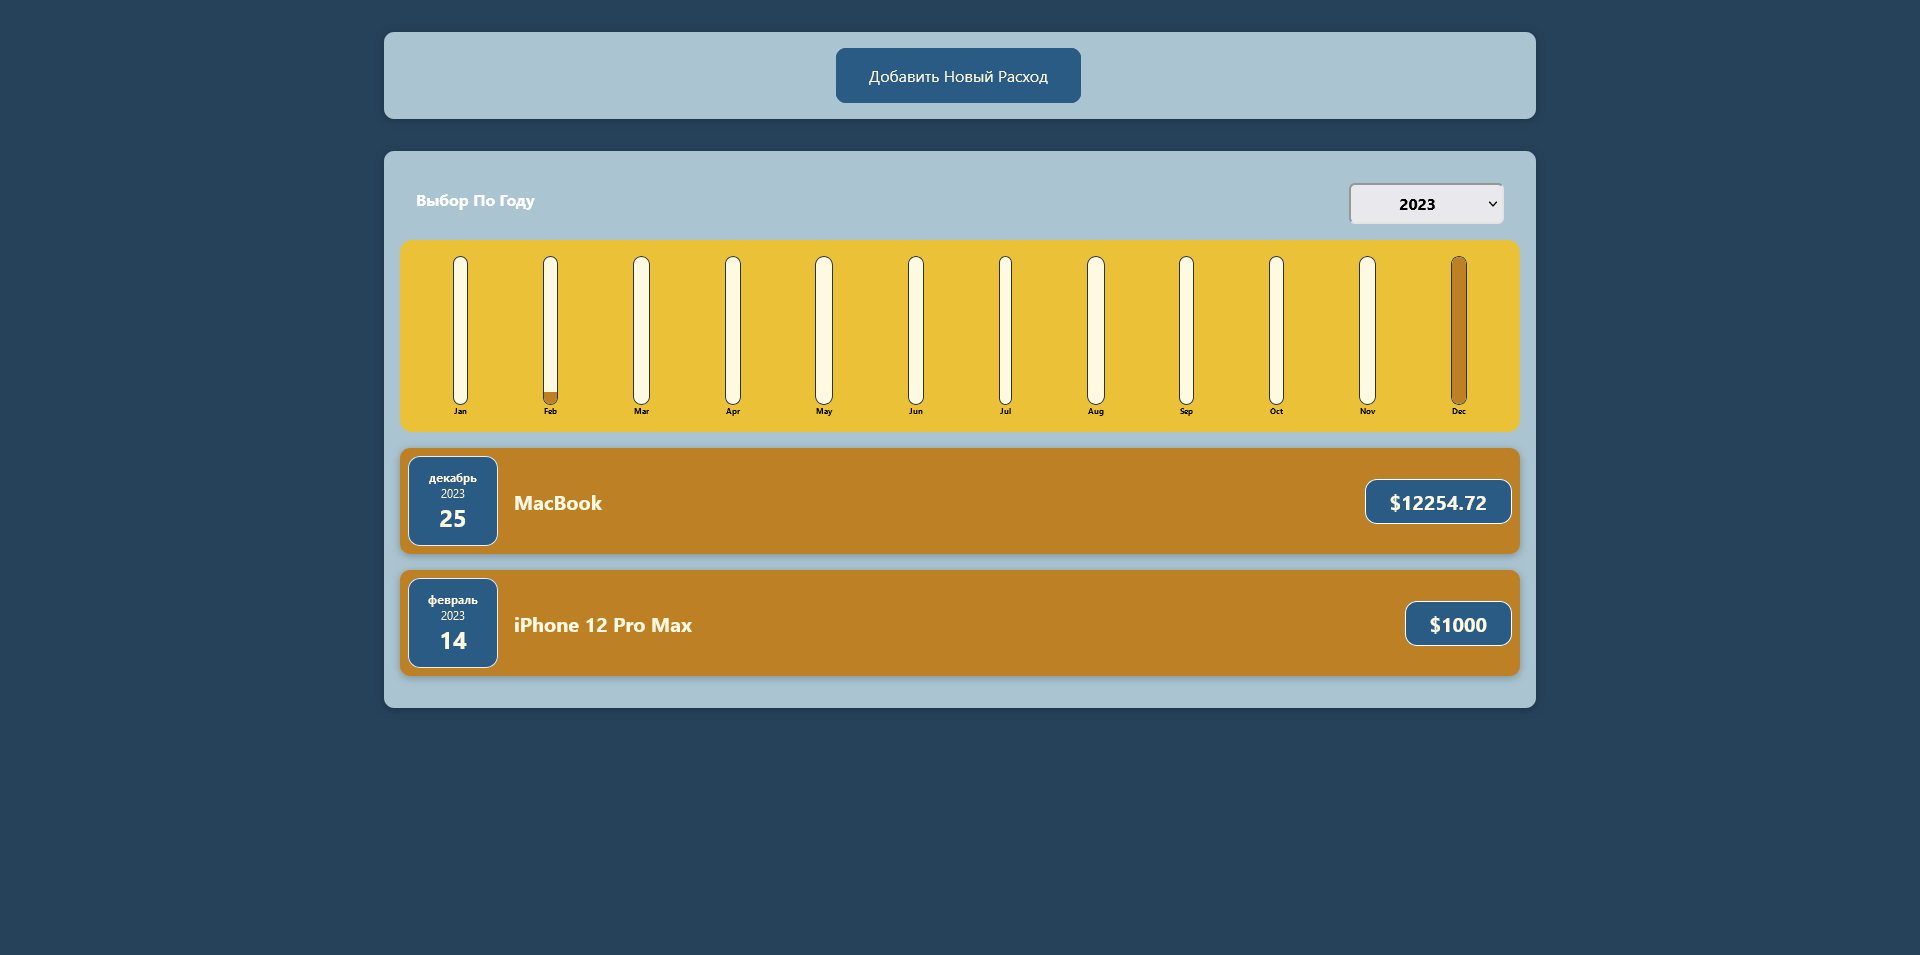 Добавить Новый Расход
Выбор По Году
2023
Jan Feb Mar Apr May Jun Jul Aug Sep Oct Nov Dec
декабрь
2023
25
MacBook
$12254.72
февраль
2023
14
iPhone 12 Pro Max
$1000